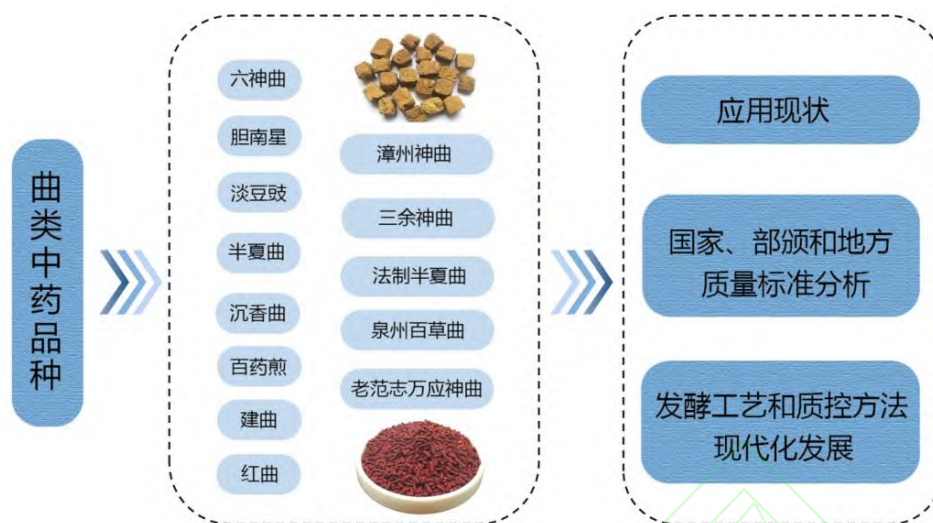 曲类中药品种
六神曲
胆南星
淡豆豉
半夏曲
沉香曲
百药煎
建曲
红曲
漳州神曲
三余神曲
法制半夏曲
泉州百草曲
老范志万应神曲
应用现状
国家、部颁和地方
质量标准分析
发酵工艺和质控方法
现代化发展